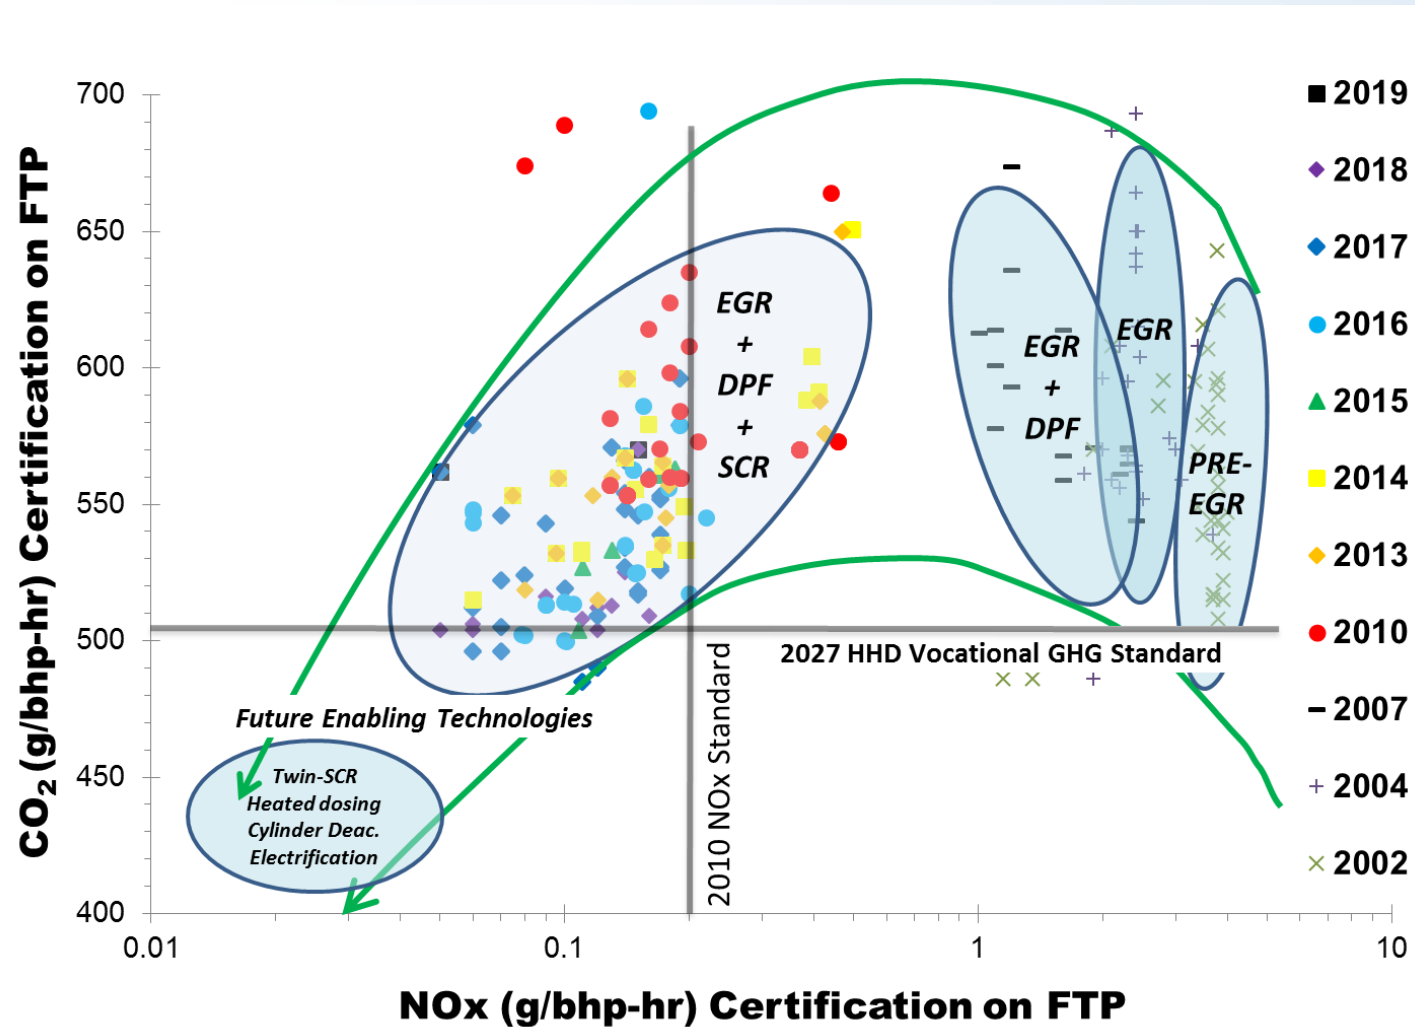 CO2 (g/bhp-hr) Certification on FTP
700
650
600
550
500
450
400
0.01
0.1
1
10
NOx (g/bhp-hr) Certification on FTP
EGR
+
DPF
+
SCR
EGR
+
DPF
EGR
PRE-
EGR
2027 HHD Vocational GHG Standard
2010 NOx Standard
Future Enabling Technologies
Twin-SCR
Heated dosing
Cylinder Deac.
Electrification
2019
2018
2017
2016
2015
2014
2013
2010
2007
2004
2002